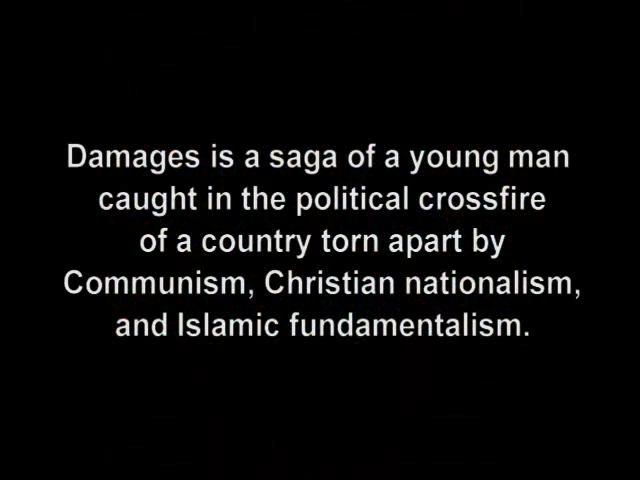 Damages is a saga of a young man
caught in the political crossfire
of a country torn apart by
Communism, Christian nationalism,
and Islamic fundamentalism.